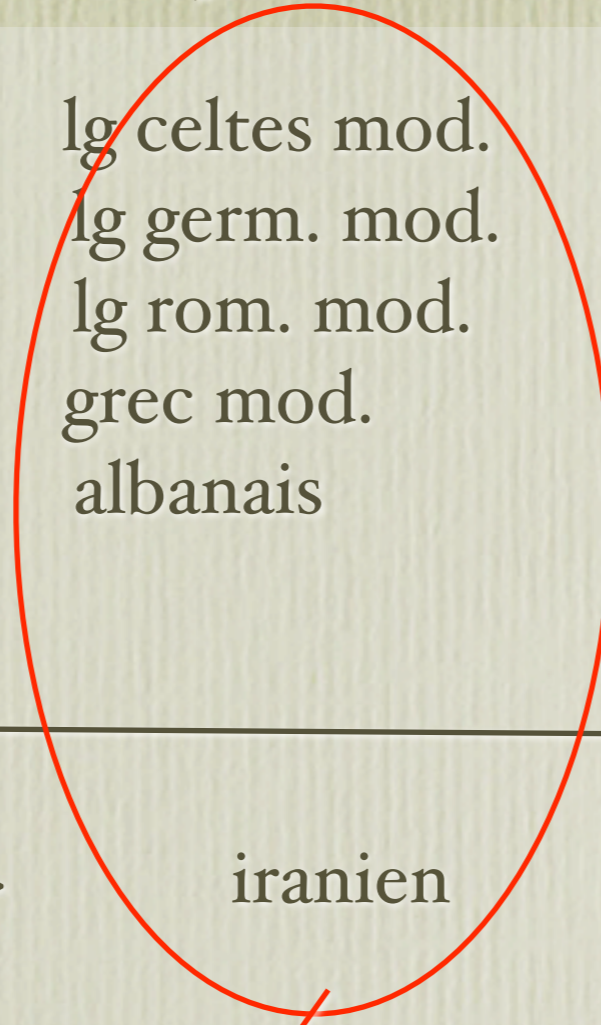 lg celtes mod.
lg germ. mod.
lg rom. mod.
grec mod.
albanais
iranien